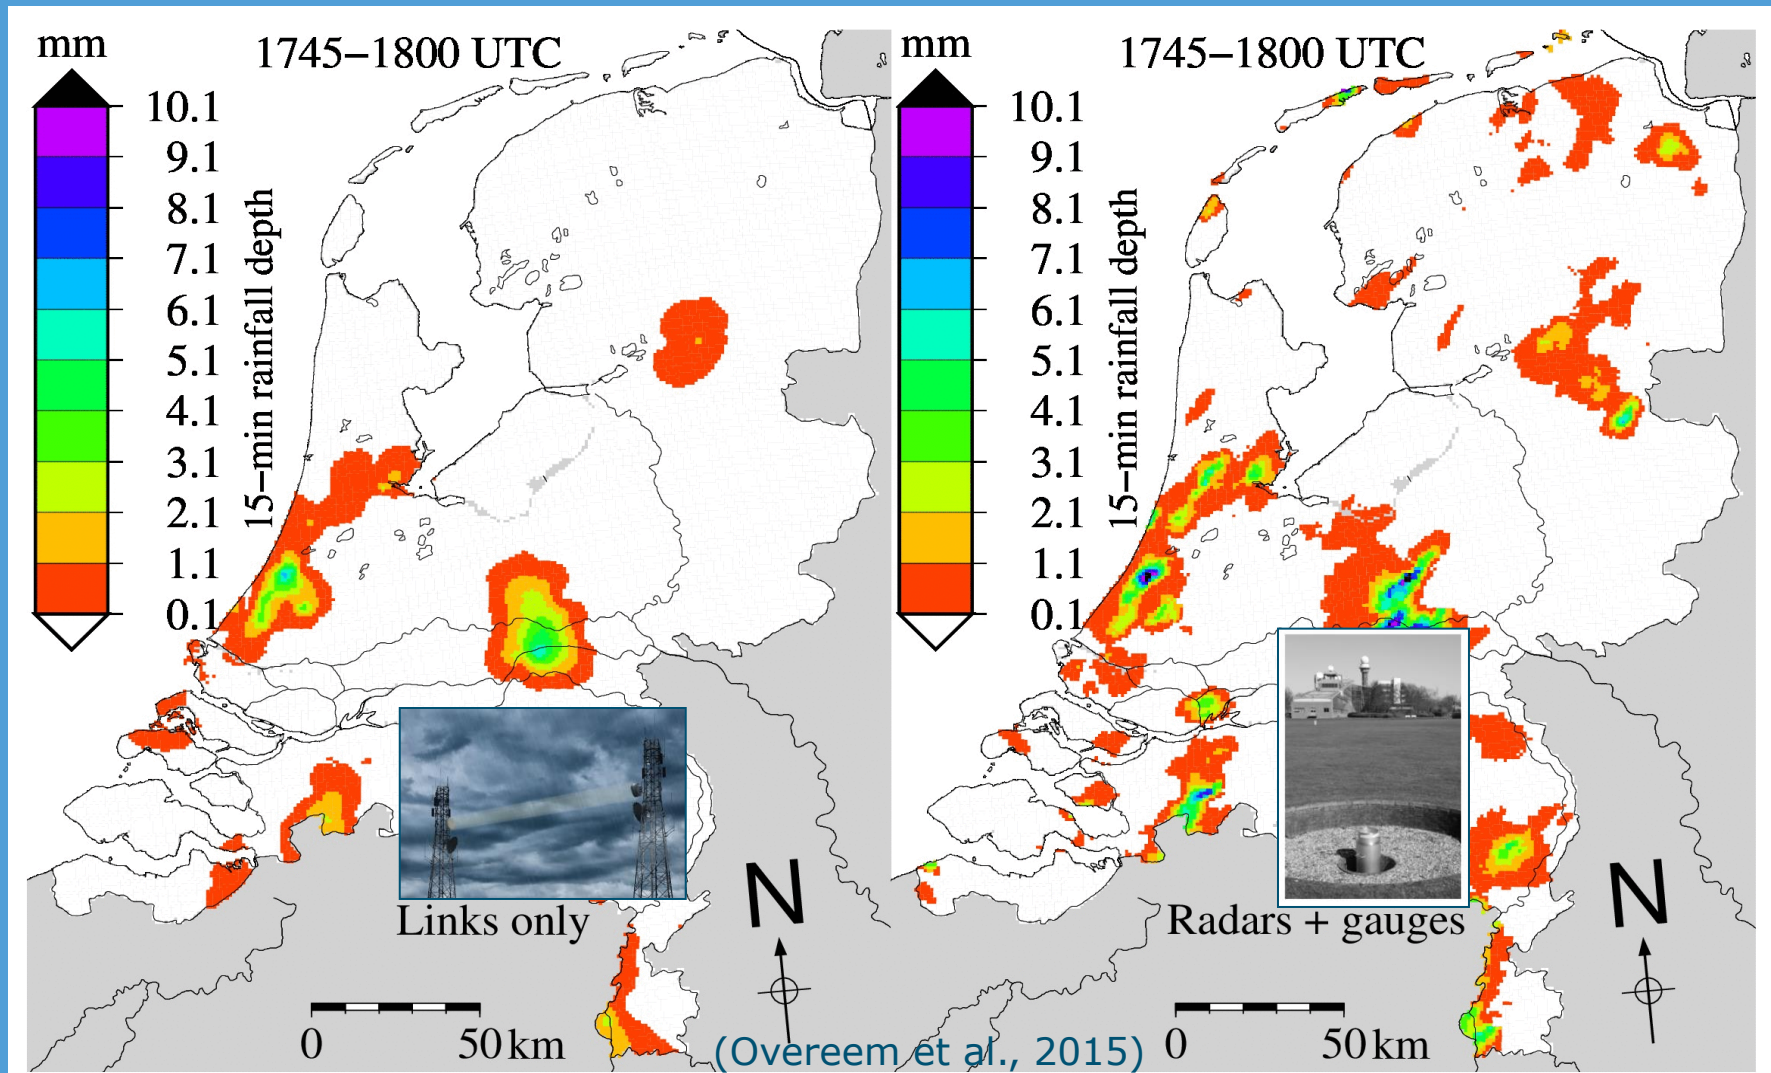 mm
1745–1800 UTC
10.1
9.1
8.1
7.1
6.1
5.1
4.1
3.1
2.1
1.1
0.1
15–min rainfall depth
Links only
N
0 50 km
mm
1745–1800 UTC
10.1
9.1
8.1
7.1
6.1
5.1
4.1
3.1
2.1
1.1
0.1
15–min rainfall depth
Radars + gauges
N
0 50 km
(Overeem et al., 2015)